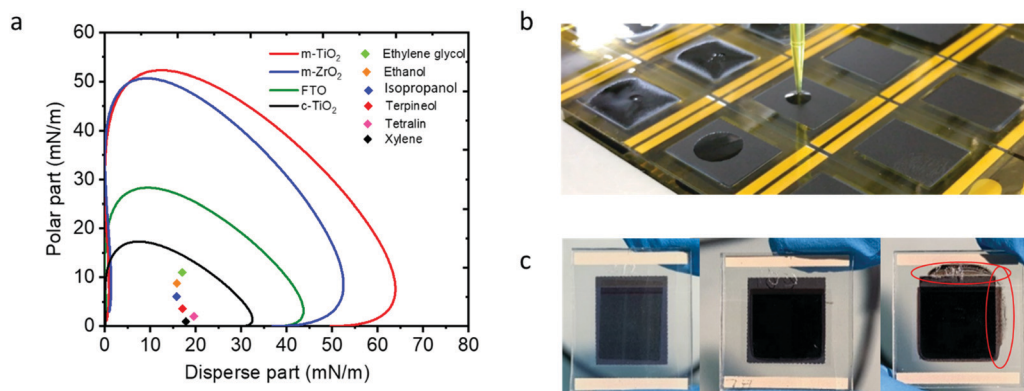 a
60
50
40
30
20
10
0
0 10 20 30 40 50 60 70 80
Polar part (mN/m)
Disperse part (mN/m)
m-TiO₂
m-ZrO₂
FTO
c-TiO₂
Ethylene glycol
Ethanol
Isopropanol
Terpineol
Tetralin
Xylene
b
c